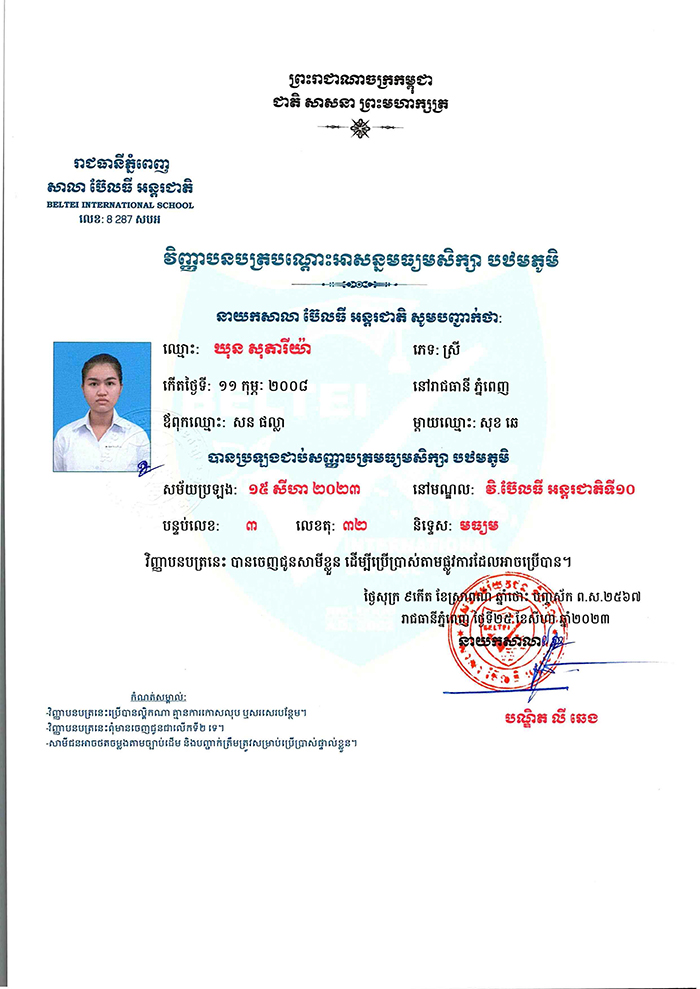 ព្រះរាជាណាចក្រកម្ពុជា
ជាតិ សាសនា ព្រះមហាក្សត្រ
រាជធានីភ្នំពេញ
សាលា ប៊ែលធី អន្តរជាតិ
BELTEI INTERNATIONAL SCHOOL
លេខ: 8 287 សបអ
វិញ្ញាបនបត្របណ្តោះអាសន្នមធ្យមសិក្សា បឋមភូមិ
នាយកសាលា ប៊ែលធី អន្តរជាតិ សូមបញ្ជាក់ថា:
ឈ្មោះ: ឃុន សុតារីយ៉ា ភេទ: ស្រី
កើតថ្ងៃទី: ១១ កុម្ភៈ ២០០៨ នៅរាជធានី ភ្នំពេញ
ឪពុកឈ្មោះ: សន ផល្លា ម្តាយឈ្មោះ: សុខ ឆេ
បានប្រឡងជាប់សញ្ញាបត្រមធ្យមសិក្សា បឋមភូមិ
សម័យប្រឡង: ១៥ សីហា ២០២៣ នៅមណ្ឌល: វិ.ប៊ែលធី អន្តរជាតិទី១០
បន្ទប់លេខ: ៣ លេខតុ: ៣២ និទ្ទេស: មធ្យម
វិញ្ញាបនបត្រនេះ បានចេញជូនសាមីខ្លួន ដើម្បីប្រើប្រាស់តាមផ្លូវការដែលអាចប្រើបាន។
ថ្ងៃសុក្រ ៩កើត ខែស្រាពណ៍ ឆ្នាំថោះ បញ្ចស័ក ព.ស.២៥៦៧
រាជធានីភ្នំពេញ ថ្ងៃទី២៥ ខែសីហា ឆ្នាំ២០២៣
នាយកសាលា
BELTEI
បណ្ឌិត លី ឆេង
កំណត់សម្គាល់:
-វិញ្ញាបនបត្រនេះប្រើបានល្គឹកណា គ្មានការកោសលុប ឬសរសេរបន្ថែម។
-វិញ្ញាបនបត្រនេះពុំមានចេញជូនជាលើកទី២ ទេ។
-សាមីជនអាចថតចម្លងតាមច្បាប់ដើម និងបញ្ជាក់ត្រឹមត្រូវសម្រាប់ប្រើប្រាស់ផ្ទាល់ខ្លួន។